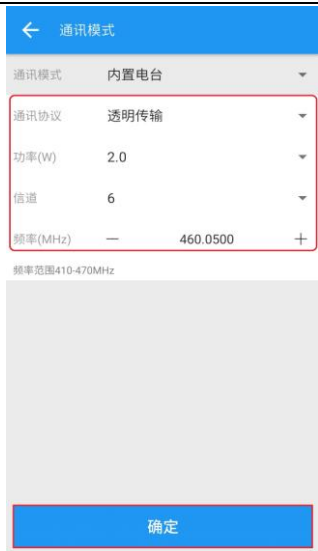 通讯模式
通讯模式 内置电台
通讯协议 透明传输
功率(W) 2.0
信道 6
频率(MHz) — 460.0500 +
频率范围410-470MHz
确定